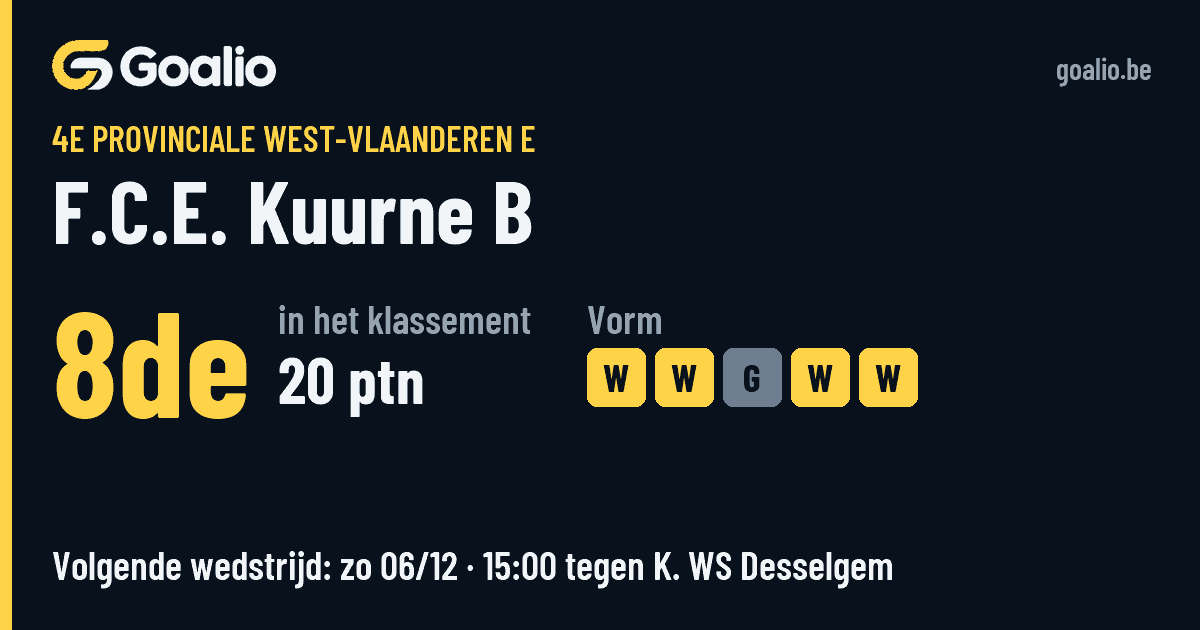 Goalio
goalio.be
4E PROVINCIALE WEST-VLAANDEREN E
F.C.E. Kuurne B
8de
in het klassement
20 ptn
Vorm
W W G W W
Volgende wedstrijd: zo 06/12 · 15:00 tegen K. WS Desselgem